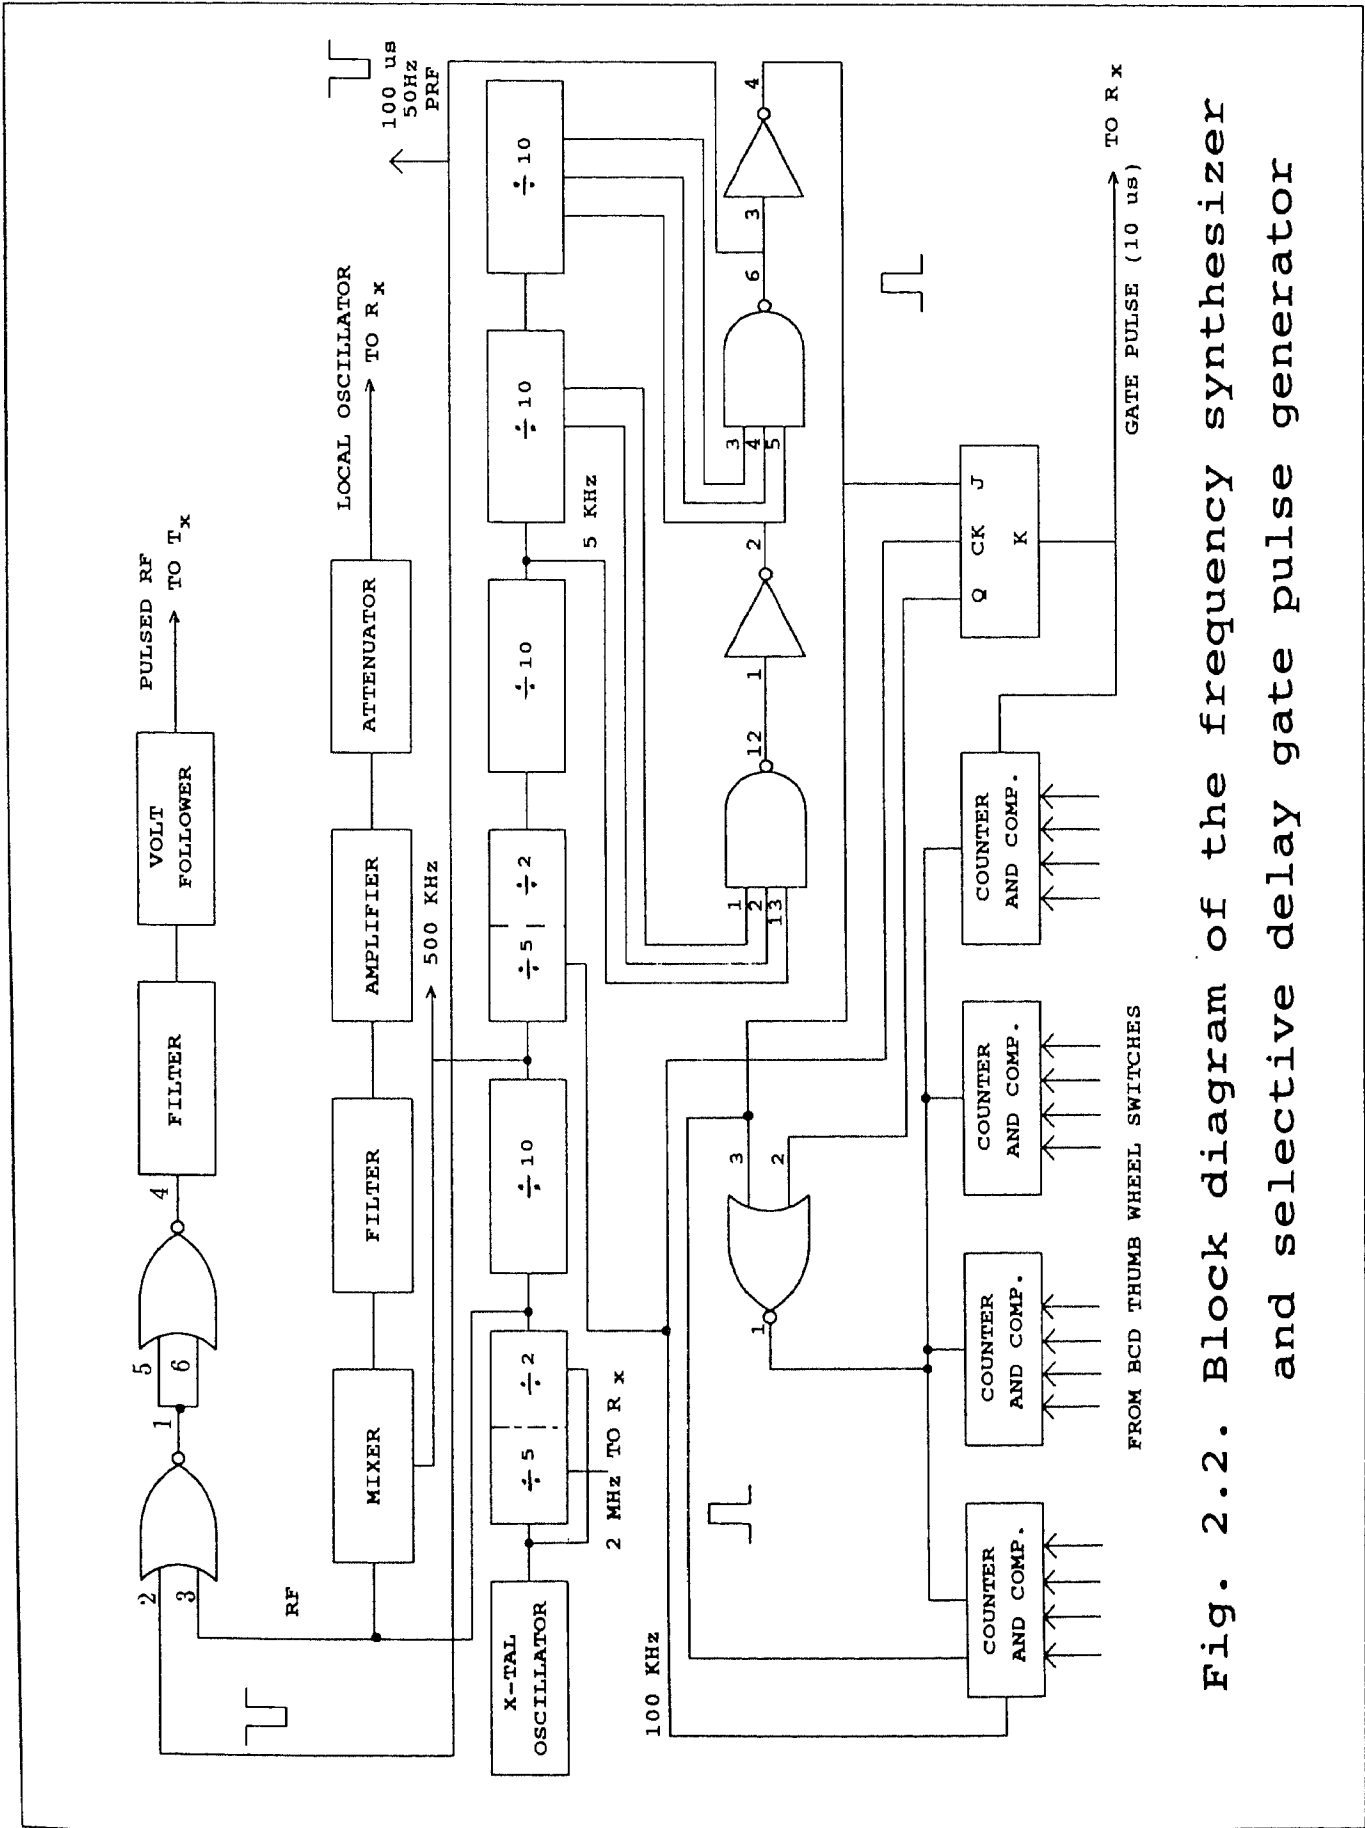 PULSED RF
TO Tx
VOLT
FOLLOWER
FILTER
4
5
6
1
2
3
RF
LOCAL OSCILLATOR
TO Rx
ATTENUATOR
AMPLIFIER
FILTER
MIXER
500 KHz
100 us
50Hz
PRF
X-TAL
OSCILLATOR
÷5
÷2
2 MHz TO Rx
÷10
÷5
÷2
÷10
5 KHz
÷10
÷10
1
2
13
12
1
2
3
4
5
6
3
4
100 KHz
3
2
1
Q
CK
J
K
COUNTER
AND COMP.
COUNTER
AND COMP.
COUNTER
AND COMP.
COUNTER
AND COMP.
FROM BCD THUMB WHEEL SWITCHES
GATE PULSE (10 us)
TO Rx
Fig. 2.2. Block diagram of the frequency synthesizer
and selective delay gate pulse generator